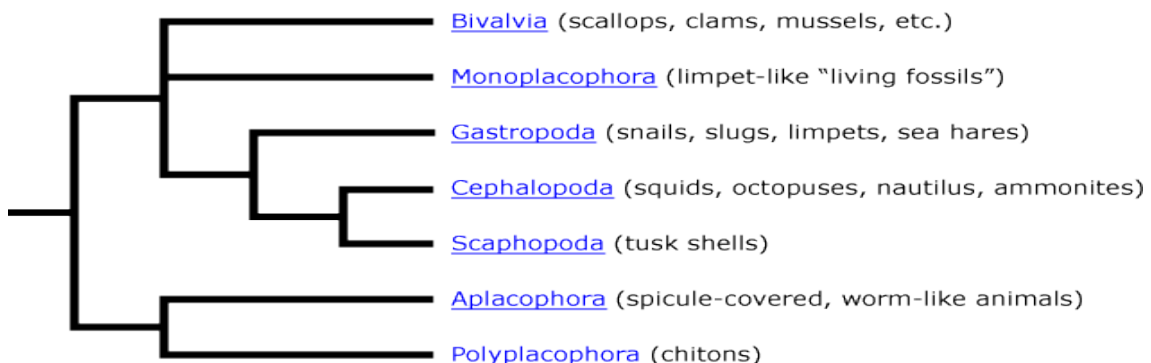 Bivalvia (scallops, clams, mussels, etc.)
Monoplacophora (limpet-like “living fossils”)
Gastropoda (snails, slugs, limpets, sea hares)
Cephalopoda (squids, octopuses, nautilus, ammonites)
Scaphopoda (tusk shells)
Aplacophora (spicule-covered, worm-like animals)
Polyplacophora (chitons)